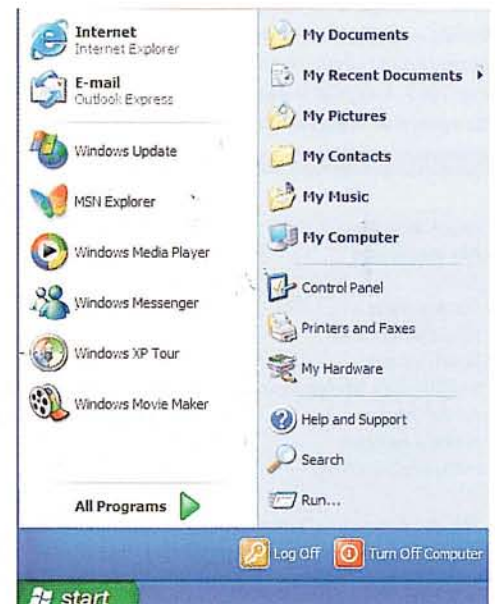 Internet
Internet Explorer
E-mail
Outlook Express
Windows Update
MSN Explorer
Windows Media Player
Windows Messenger
Windows XP Tour
Windows Movie Maker
All Programs
My Documents
My Recent Documents
My Pictures
My Contacts
My Music
My Computer
Control Panel
Printers and Faxes
My Hardware
Help and Support
Search
Run...
Log Off
Turn Off Computer
start